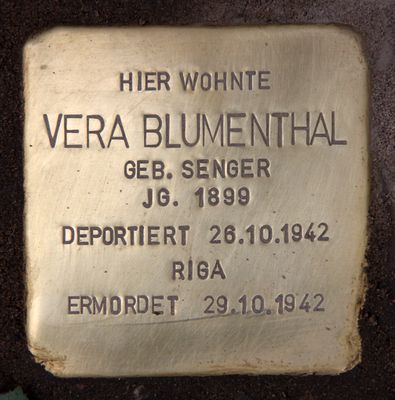 HIER WOHNTE
VERA BLUMENTHAL
GEB. SENGER
JG. 1899
DEPORTIERT 26.10.1942
RIGA
ERMORDET 29.10.1942